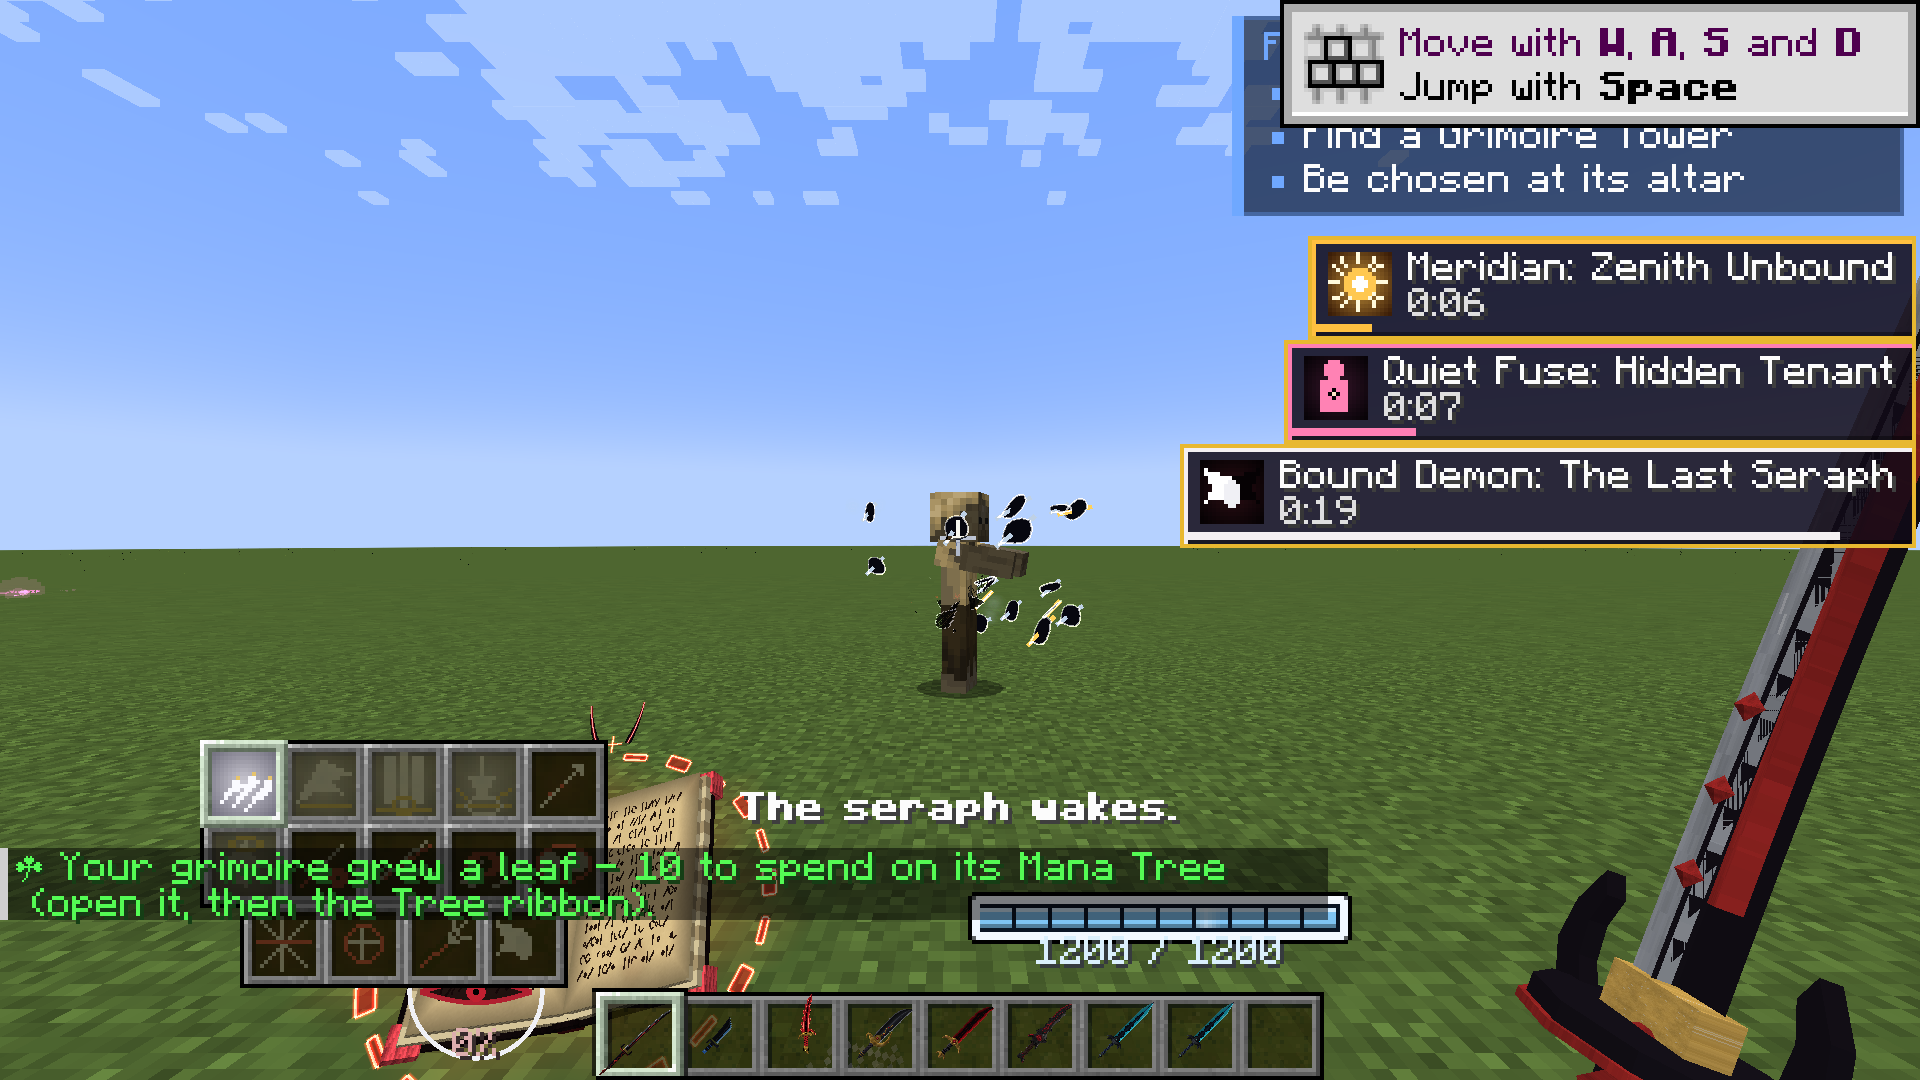 Move with W, A, S and D
Jump with Space
Find a Grimoire Tower
Be chosen at its altar
Meridian: Zenith Unbound
0:06
Quiet Fuse: Hidden Tenant
0:07
Bound Demon: The Last Seraph
0:19
The seraph wakes.
Your grimoire grew a leaf – 10 to spend on its Mana Tree
(open it, then the Tree ribbon).
1200 / 1200
0%